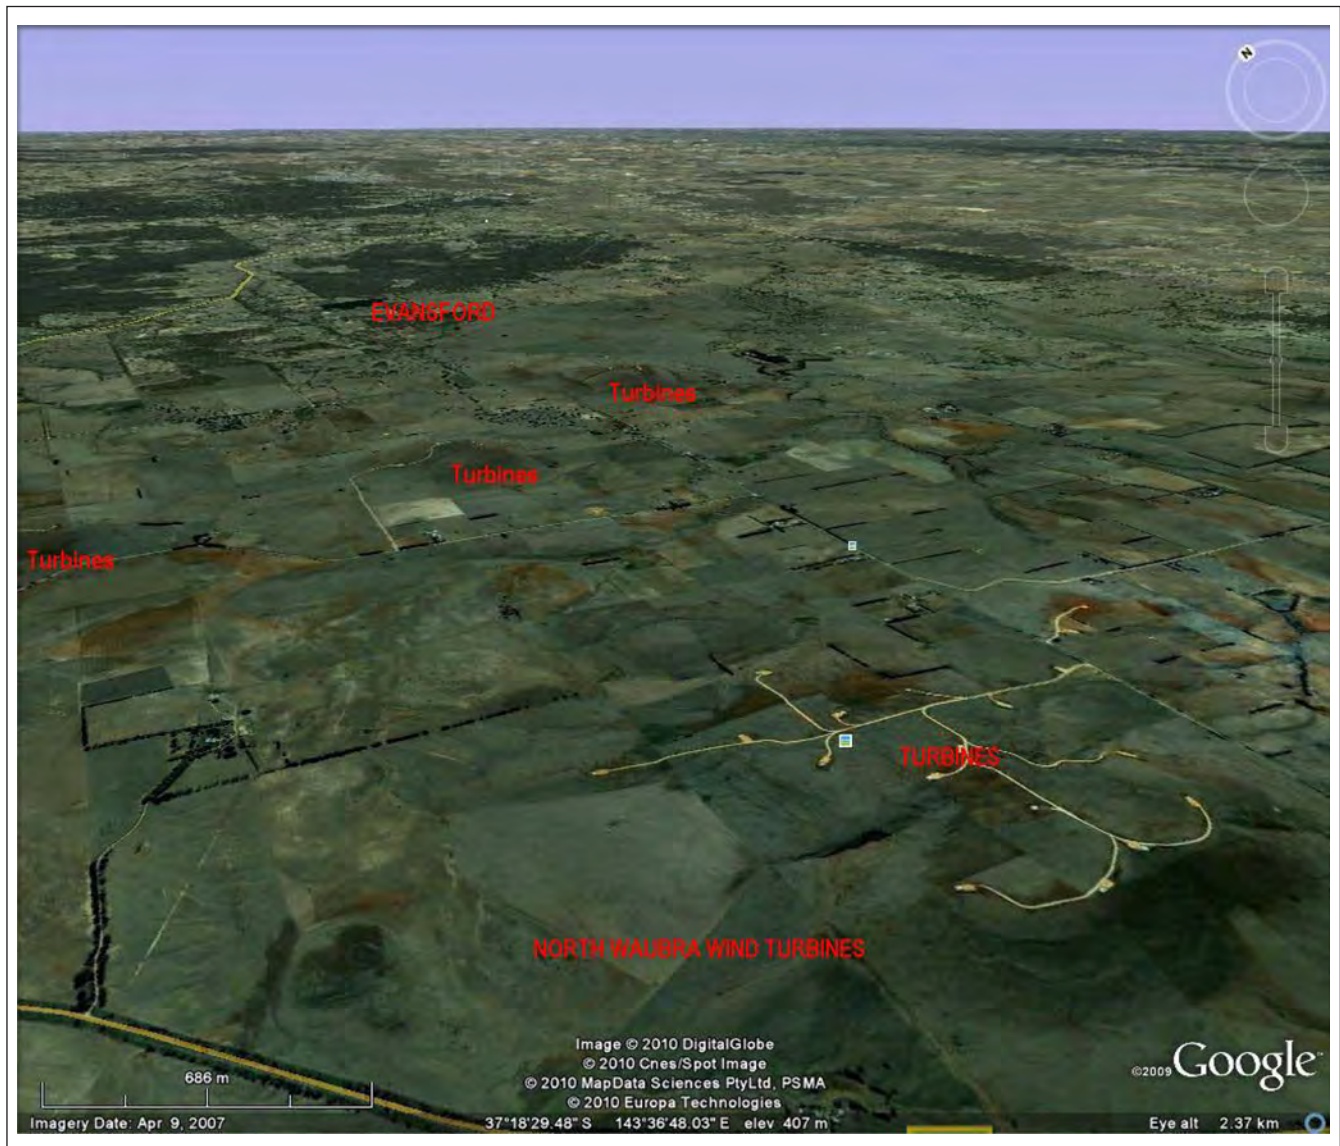 N
EVANSFORD
Turbines
Turbines
Turbines
TURBINES
NORTH WAUBRA WIND TURBINES
Image © 2010 DigitalGlobe
© 2010 Cnes/Spot Image
© 2010 MapData Sciences PtyLtd, PSMA
© 2010 Europa Technologies
©2009 Google™
686 m
Imagery Date: Apr 9, 2007 37°18'29.48" S 143°36'48.03" E elev 407 m Eye alt 2.37 km